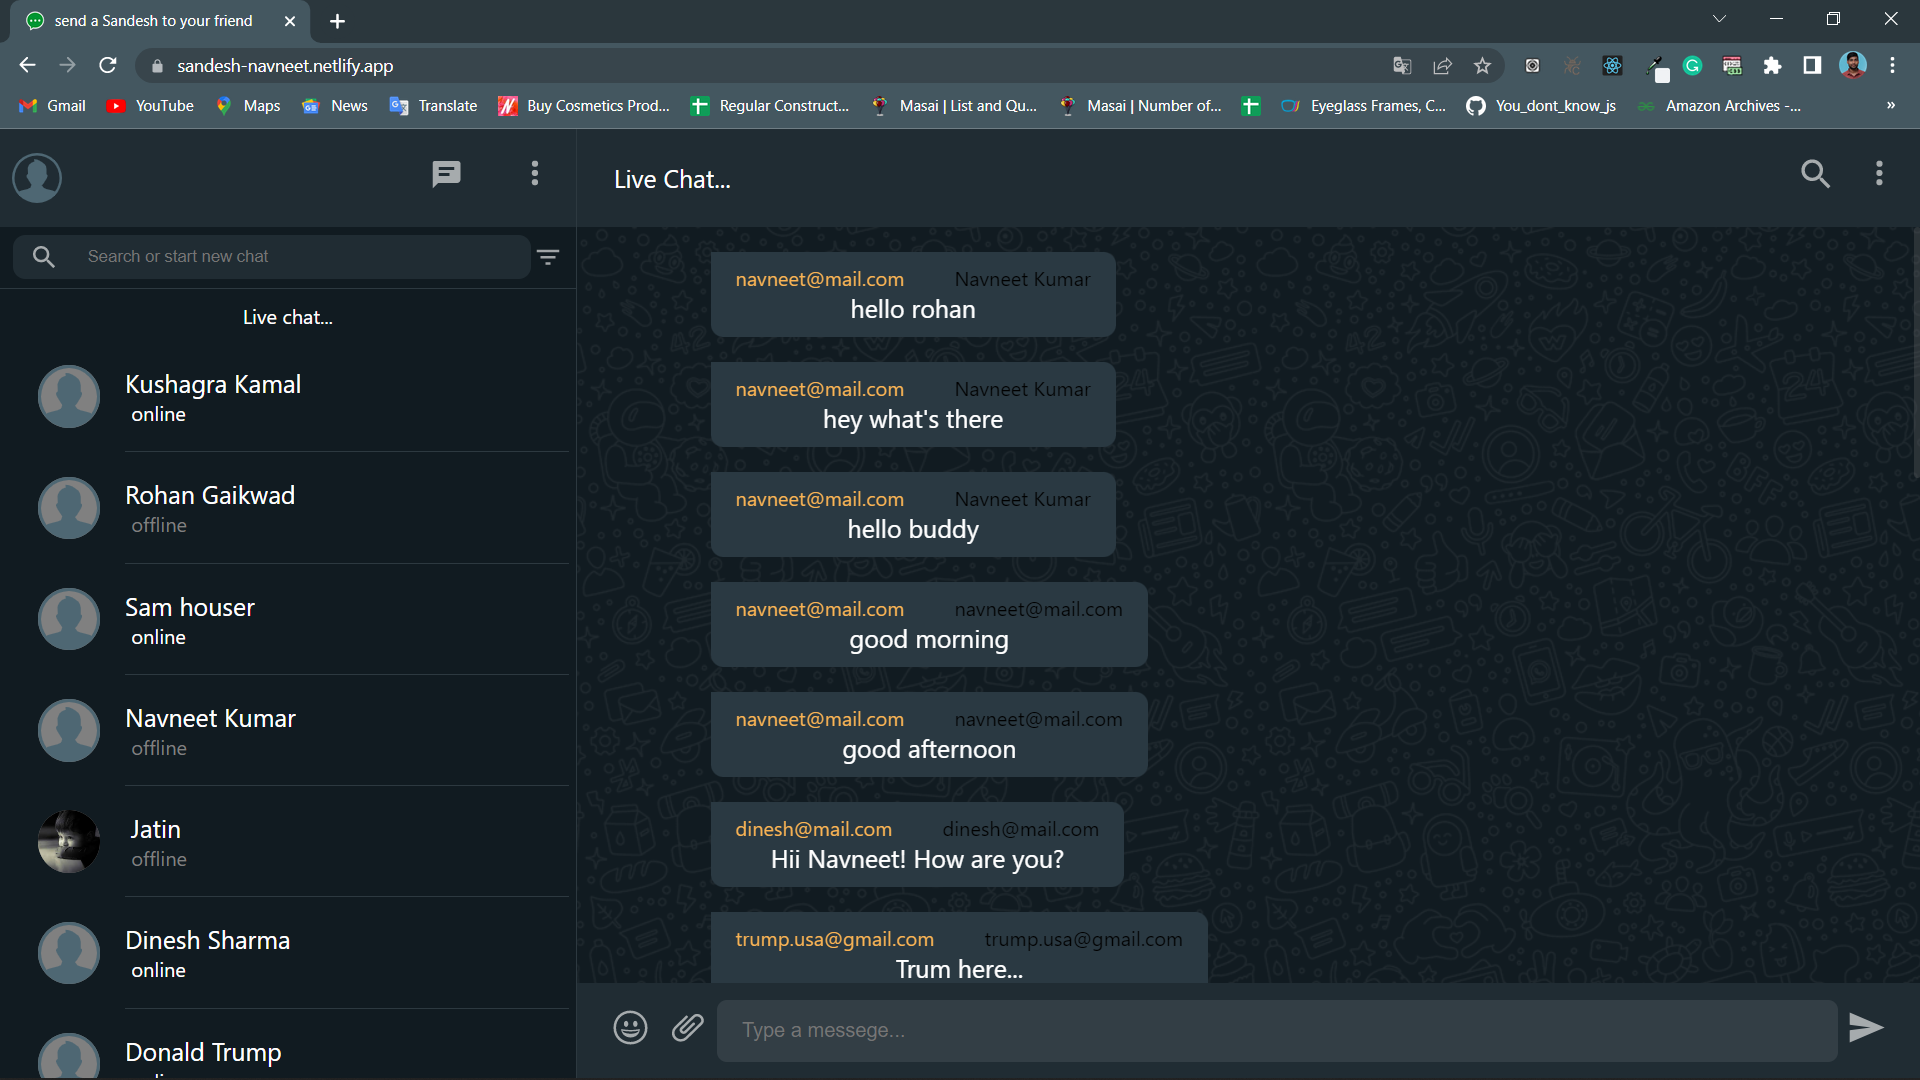 send a Sandesh to your friend
sandesh-navneet.netlify.app
Gmail YouTube Maps News Translate Buy Cosmetics Prod... Regular Construct... Masai | List and Qu... Masai | Number of... Eyeglass Frames, C... You_dont_know_js Amazon Archives -... »
Live Chat...
Search or start new chat
Live chat...
Kushagra Kamal
online
Rohan Gaikwad
offline
Sam houser
online
Navneet Kumar
offline
Jatin
offline
Dinesh Sharma
online
Donald Trump
navneet@mail.com Navneet Kumar
hello rohan
navneet@mail.com Navneet Kumar
hey what's there
navneet@mail.com Navneet Kumar
hello buddy
navneet@mail.com navneet@mail.com
good morning
navneet@mail.com navneet@mail.com
good afternoon
dinesh@mail.com dinesh@mail.com
Hii Navneet! How are you?
trump.usa@gmail.com trump.usa@gmail.com
Trum here...
Type a messege...